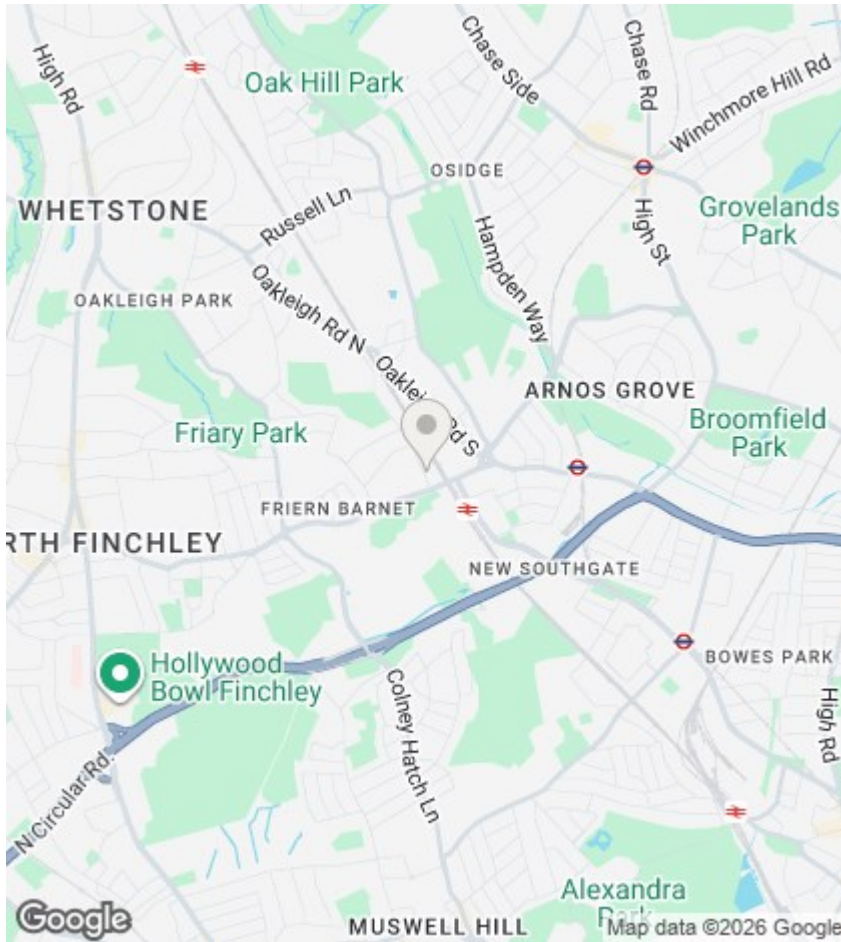 High Rd
Oak Hill Park
Chase Side
Chase Rd
Winchmore Hill Rd
OSIDGE
WHETSTONE
Russell Ln
High St
Grovelands
Park
Hampden Way
OAKLEIGH PARK
Oakleigh Rd N
Oakleigh Rd S
ARNOS GROVE
Broomfield
Park
Friary Park
FRIERN BARNET
RTH FINCHLEY
NEW SOUTHGATE
Hollywood
Bowl Finchley
BOWES PARK
Colney Hatch Ln
High Rd
N Circular Rd
Alexandra
Park
Google
MUSWELL HILL
Map data ©2026 Google